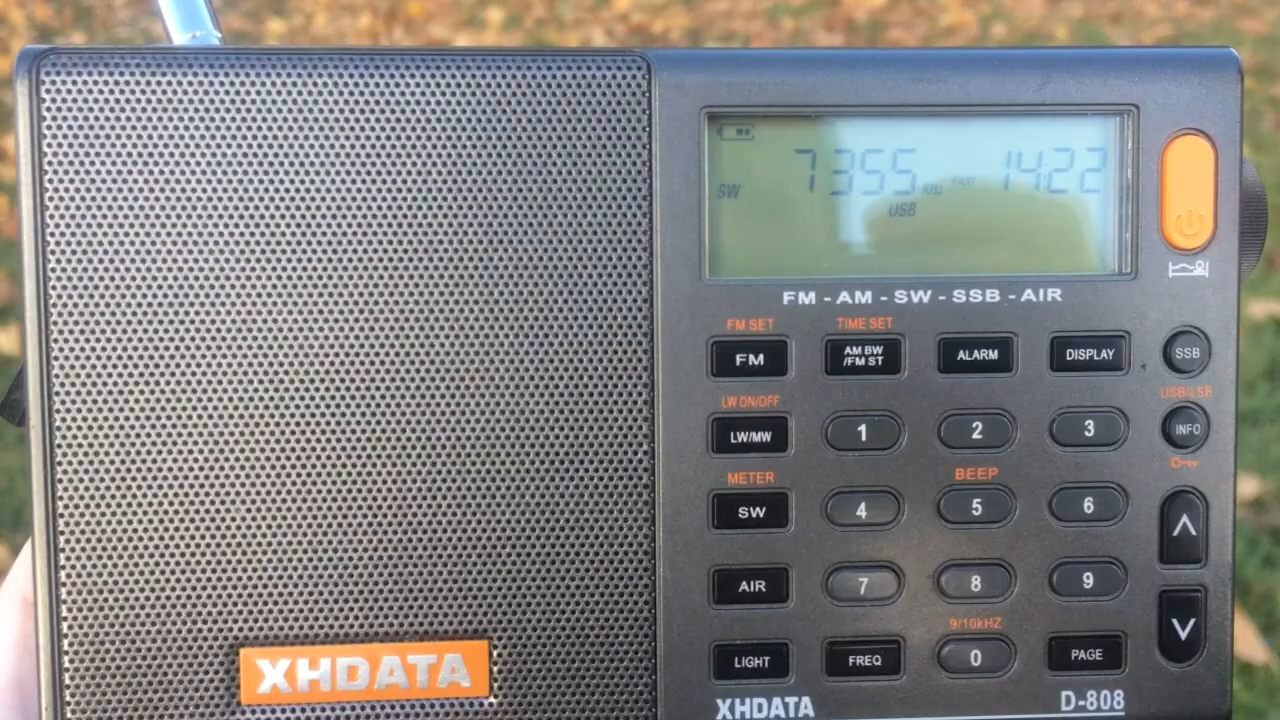 7355 KHz FAST 1422
SW
USB
FM - AM - SW - SSB - AIR
FM SET TIME SET
FM AM BW /FM ST ALARM DISPLAY SSB
LW ON/OFF USB/LSB
LW/MW 1 2 3 INFO
METER BEEP
SW 4 5 6
AIR 7 8 9
9/10kHZ
LIGHT FREQ 0 PAGE
XHDATA
XHDATA D-808